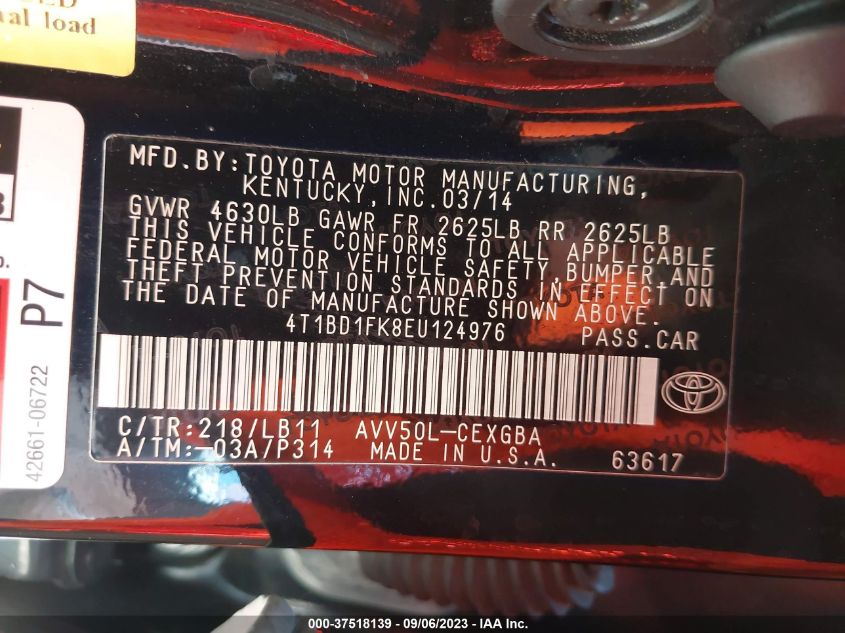 nal load
P7
42661-06722
MFD.BY:TOYOTA MOTOR MANUFACTURING,
KENTUCKY,INC.03/14
GVWR 4630LB GAWR FR 2625LB RR 2625LB
THIS VEHICLE CONFORMS TO ALL APPLICABLE
FEDERAL MOTOR VEHICLE SAFETY, BUMPER, AND
THEFT PREVENTION STANDARDS IN EFFECT ON
THE DATE OF MANUFACTURE SHOWN ABOVE.
4T1BD1FK8EU124976 PASS.CAR
C/TR:218/LB11 AVV50L-CEXGBA
A/TM:-03A/P314 MADE IN U.S.A. 63617
000-37518139 - 09/06/2023 - IAA Inc.